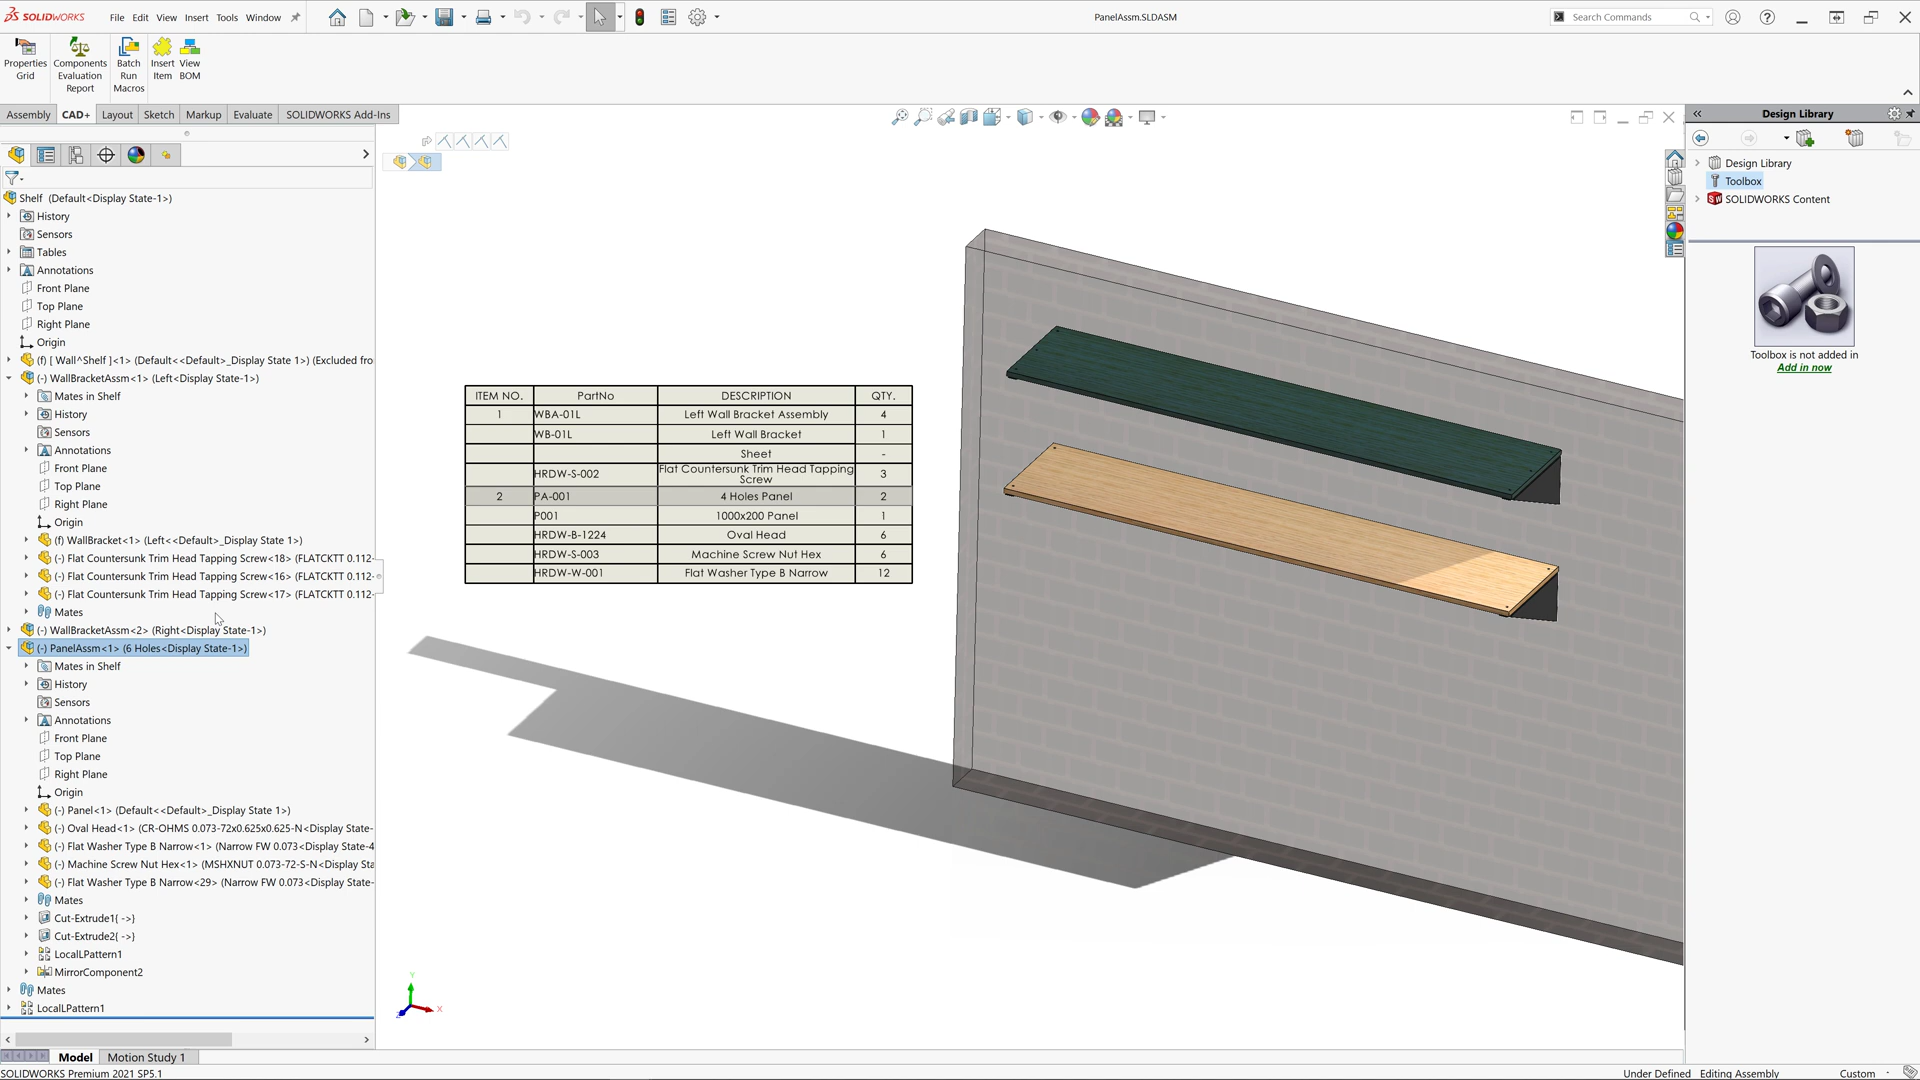 SOLIDWORKS File Edit View Insert Tools Window PanelAssm.SLDASM Search Commands
Properties Grid
Components Evaluation Report
Batch Run Macros
Insert Item
View BOM
Assembly CAD+ Layout Sketch Markup Evaluate SOLIDWORKS Add-Ins
Shelf (Default<Display State-1>)
History
Sensors
Tables
Annotations
Front Plane
Top Plane
Right Plane
Origin
(f) [ Wall^Shelf ]<1> (Default<<Default>_Display State 1>) (Excluded fro
(-) WallBracketAssm<1> (Left<Display State-1>)
Mates in Shelf
History
Sensors
Annotations
Front Plane
Top Plane
Right Plane
Origin
(f) WallBracket<1> (Left<<Default>_Display State 1>)
(-) Flat Countersunk Trim Head Tapping Screw<18> (FLATCKTT 0.112-
(-) Flat Countersunk Trim Head Tapping Screw<16> (FLATCKTT 0.112-
(-) Flat Countersunk Trim Head Tapping Screw<17> (FLATCKTT 0.112-
Mates
(-) WallBracketAssm<2> (Right<Display State-1>)
(-) PanelAssm<1> (6 Holes<Display State-1>)
Mates in Shelf
History
Sensors
Annotations
Front Plane
Top Plane
Right Plane
Origin
(-) Panel<1> (Default<<Default>_Display State 1>)
(-) Oval Head<1> (CR-OHMS 0.073-72x0.625x0.625-N<Display State-
(-) Flat Washer Type B Narrow<1> (Narrow FW 0.073<Display State-4
(-) Machine Screw Nut Hex<1> (MSHXNUT 0.073-72-S-N<Display Sta
(-) Flat Washer Type B Narrow<29> (Narrow FW 0.073<Display State-
Mates
Cut-Extrude1{ ->}
Cut-Extrude2{ ->}
LocalLPattern1
MirrorComponent2
Mates
LocalLPattern1
ITEM NO. PartNo DESCRIPTION QTY.
1 WBA-01L Left Wall Bracket Assembly 4
WB-01L Left Wall Bracket 1
Sheet -
HRDW-S-002 Flat Countersunk Trim Head Tapping Screw 3
2 PA-001 4 Holes Panel 2
P001 1000x200 Panel 1
HRDW-B-1224 Oval Head 6
HRDW-S-003 Machine Screw Nut Hex 6
HRDW-W-001 Flat Washer Type B Narrow 12
Y
X
Z
Design Library
Design Library
Toolbox
SOLIDWORKS Content
Toolbox is not added in
Add in now
Model Motion Study 1
SOLIDWORKS Premium 2021 SP5.1 Under Defined Editing Assembly Custom